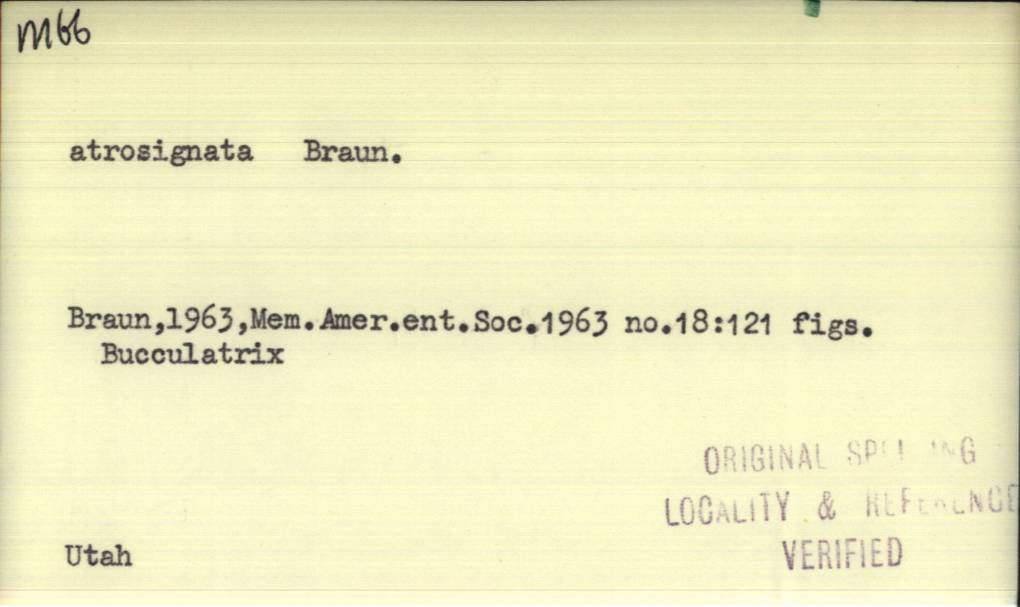 m66
atrosignata Braun.
Braun,1963,Mem.Amer.ent.Soc.1963 no.18:121 figs.
Bucculatrix
ORIGINAL
LOCALITY & REFERENCE
Utah
VERIFIED